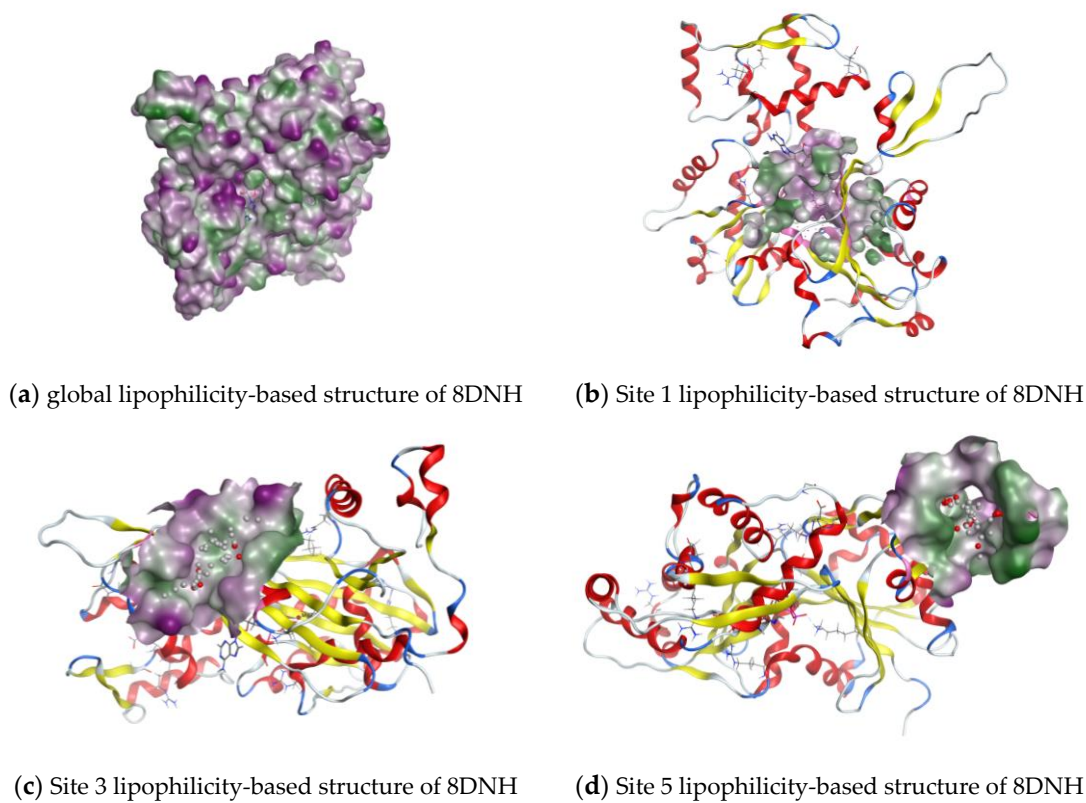 (a) global lipophilicity-based structure of 8DNH
(b) Site 1 lipophilicity-based structure of 8DNH
(c) Site 3 lipophilicity-based structure of 8DNH
(d) Site 5 lipophilicity-based structure of 8DNH